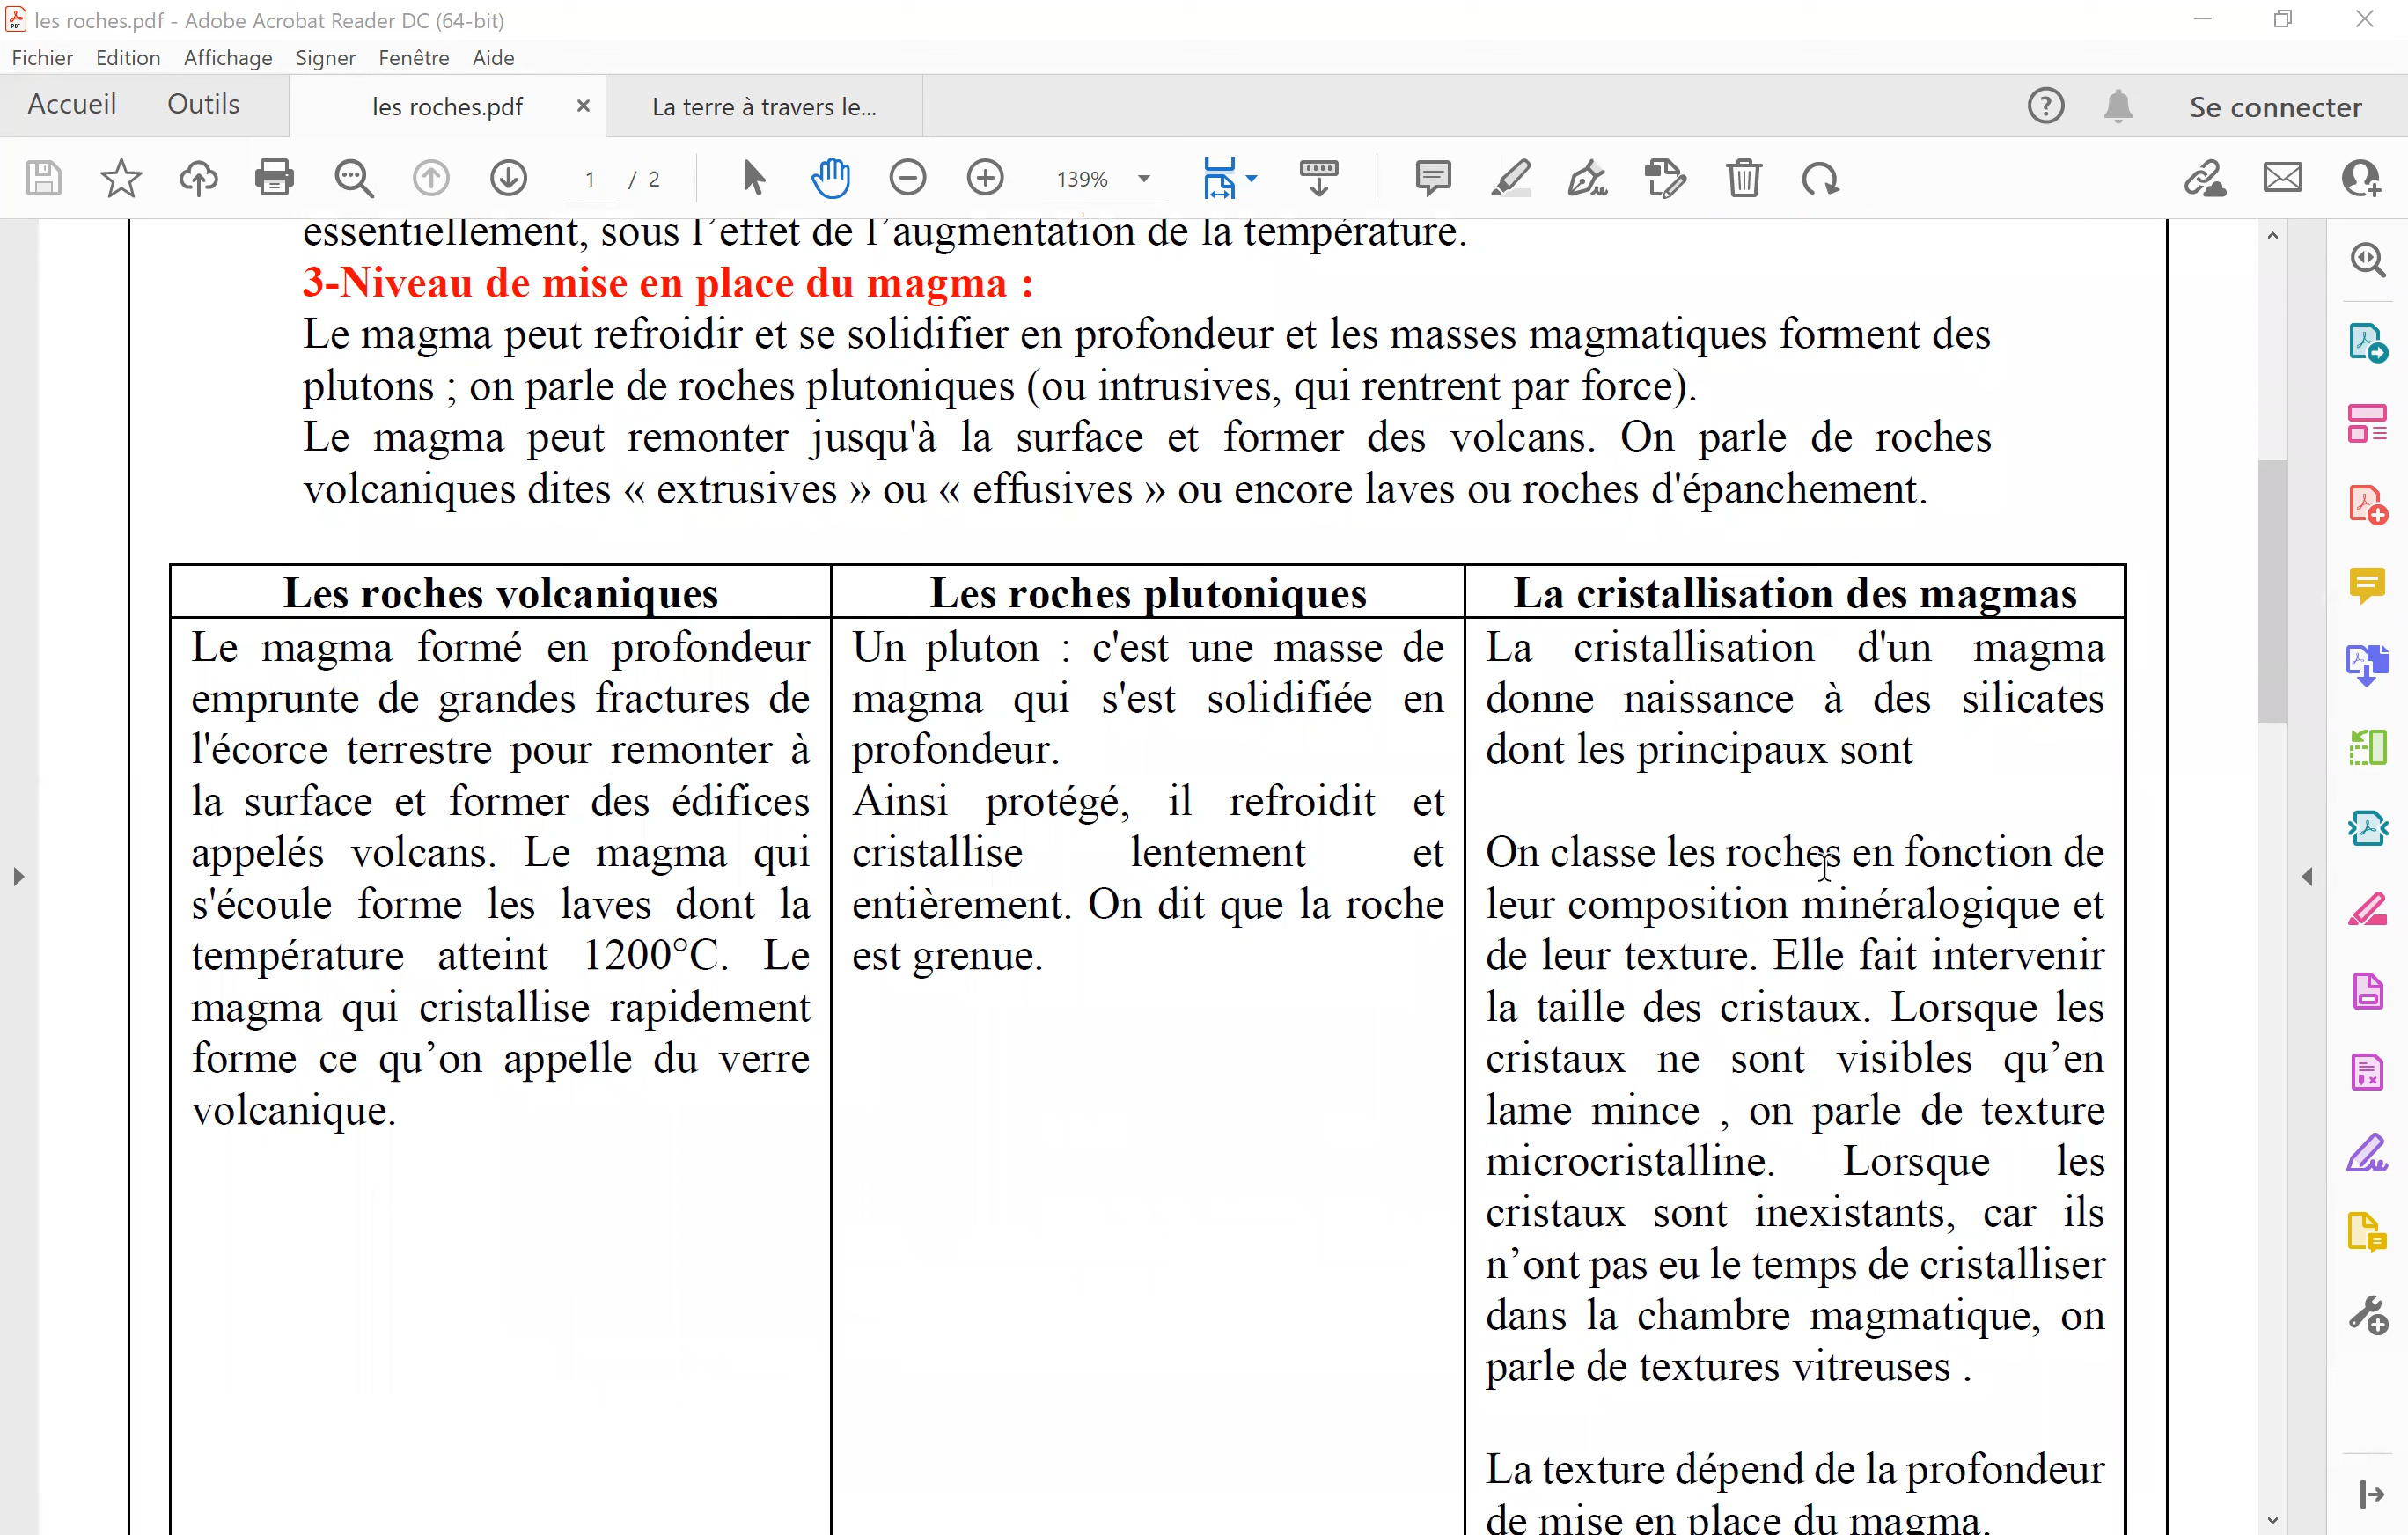 les roches.pdf - Adobe Acrobat Reader DC (64-bit)
Fichier Edition Affichage Signer Fenêtre Aide
Accueil Outils les roches.pdf La terre à travers le... Se connecter
1 / 2 139%
essentiellement, sous l’effet de l’augmentation de la température.
3-Niveau de mise en place du magma :
Le magma peut refroidir et se solidifier en profondeur et les masses magmatiques forment des
plutons ; on parle de roches plutoniques (ou intrusives, qui rentrent par force).
Le magma peut remonter jusqu'à la surface et former des volcans. On parle de roches
volcaniques dites « extrusives » ou « effusives » ou encore laves ou roches d'épanchement.
Les roches volcaniques
Le magma formé en profondeur
emprunte de grandes fractures de
l'écorce terrestre pour remonter à
la surface et former des édifices
appelés volcans. Le magma qui
s'écoule forme les laves dont la
température atteint 1200°C. Le
magma qui cristallise rapidement
forme ce qu’on appelle du verre
volcanique.
Les roches plutoniques
Un pluton : c'est une masse de
magma qui s'est solidifiée en
profondeur.
Ainsi protégé, il refroidit et
cristallise lentement et
entièrement. On dit que la roche
est grenue.
La cristallisation des magmas
La cristallisation d'un magma
donne naissance à des silicates
dont les principaux sont
On classe les roches en fonction de
leur composition minéralogique et
de leur texture. Elle fait intervenir
la taille des cristaux. Lorsque les
cristaux ne sont visibles qu’en
lame mince , on parle de texture
microcristalline. Lorsque les
cristaux sont inexistants, car ils
n’ont pas eu le temps de cristalliser
dans la chambre magmatique, on
parle de textures vitreuses .
La texture dépend de la profondeur
de mise en place du magma.